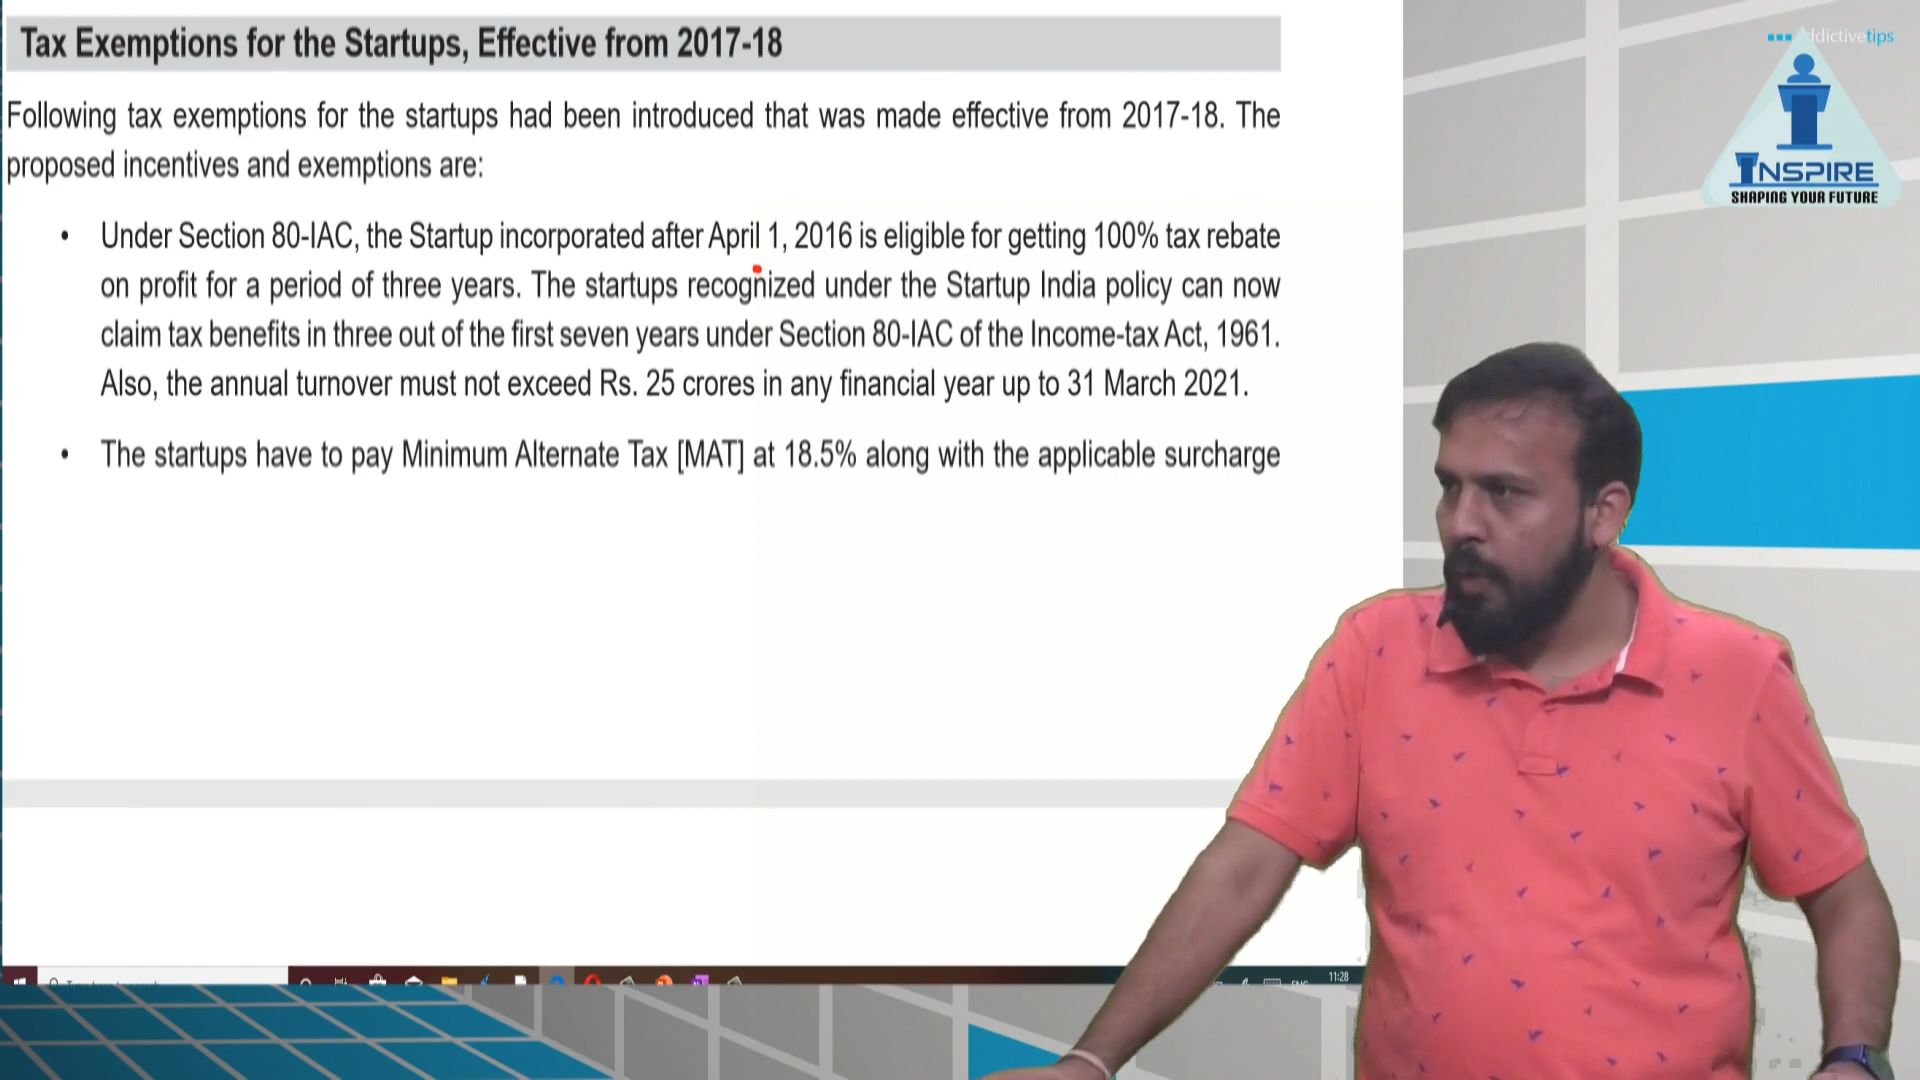 Tax Exemptions for the Startups, Effective from 2017-18
Following tax exemptions for the startups had been introduced that was made effective from 2017-18. The
proposed incentives and exemptions are:
• Under Section 80-IAC, the Startup incorporated after April 1, 2016 is eligible for getting 100% tax rebate
on profit for a period of three years. The startups recognized under the Startup India policy can now
claim tax benefits in three out of the first seven years under Section 80-IAC of the Income-tax Act, 1961.
Also, the annual turnover must not exceed Rs. 25 crores in any financial year up to 31 March 2021.
• The startups have to pay Minimum Alternate Tax [MAT] at 18.5% along with the applicable surcharge
ddictivetips
INSPIRE
SHAPING YOUR FUTURE
11:28